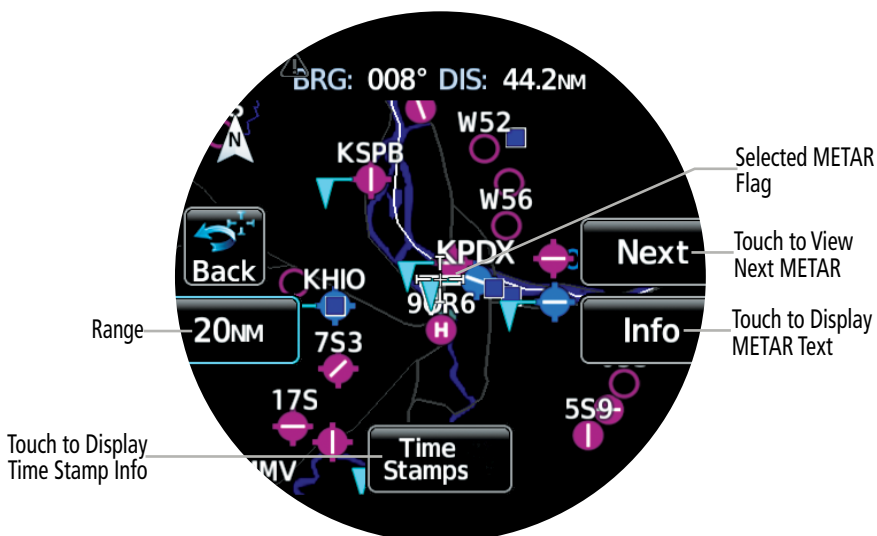 BRG: 008° DIS: 44.2NM
N
W52
KSPB
Selected METAR
Flag
W56
KPDX
Next
Touch to View
Next METAR
Back
KHIO
9OR6
Range
20NM
7S3
H
Info
Touch to Display
METAR Text
17S
5S9
Touch to Display
Time Stamp Info
Time
Stamps
MV